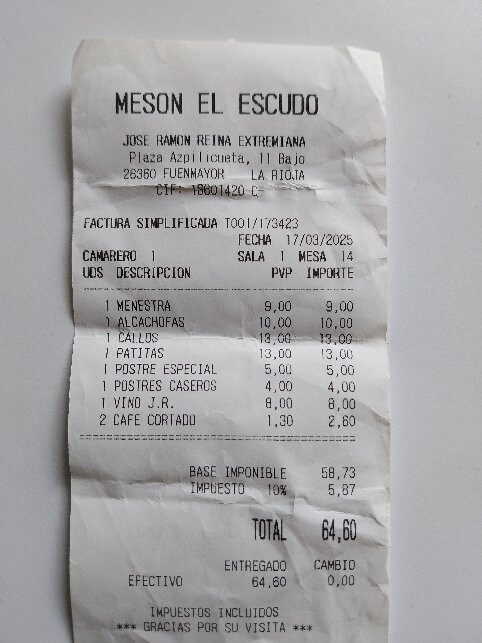 MESON EL ESCUDO
JOSE RAMON REINA EXTREMIANA
Plaza Azpilicueta, 11 Bajo
26360 FUENMAYOR LA RIOJA
CIF:
FACTURA SIMPLIFICADA T001/173423
FECHA 17/03/2025
CAMARERO 1 SALA 1 MESA 14
UDS DESCRIPCION PVP IMPORTE
1 MENESTRA 9,00 9,00
1 ALCACHOFAS 10,00 10,00
1 CALLOS 13,00 13,00
1 PATITAS 13,00 13,00
1 POSTRE ESPECIAL 5,00 5,00
1 POSTRES CASEROS 4,00 4,00
1 VINO J.R. 8,00 8,00
2 CAFE CORTADO 1,30 2,60
BASE IMPONIBLE 58,73
IMPUESTO 10% 5,87
TOTAL 64,60
ENTREGADO CAMBIO
EFECTIVO 64,60 0,00
IMPUESTOS INCLUIDOS
*** GRACIAS POR SU VISITA ***